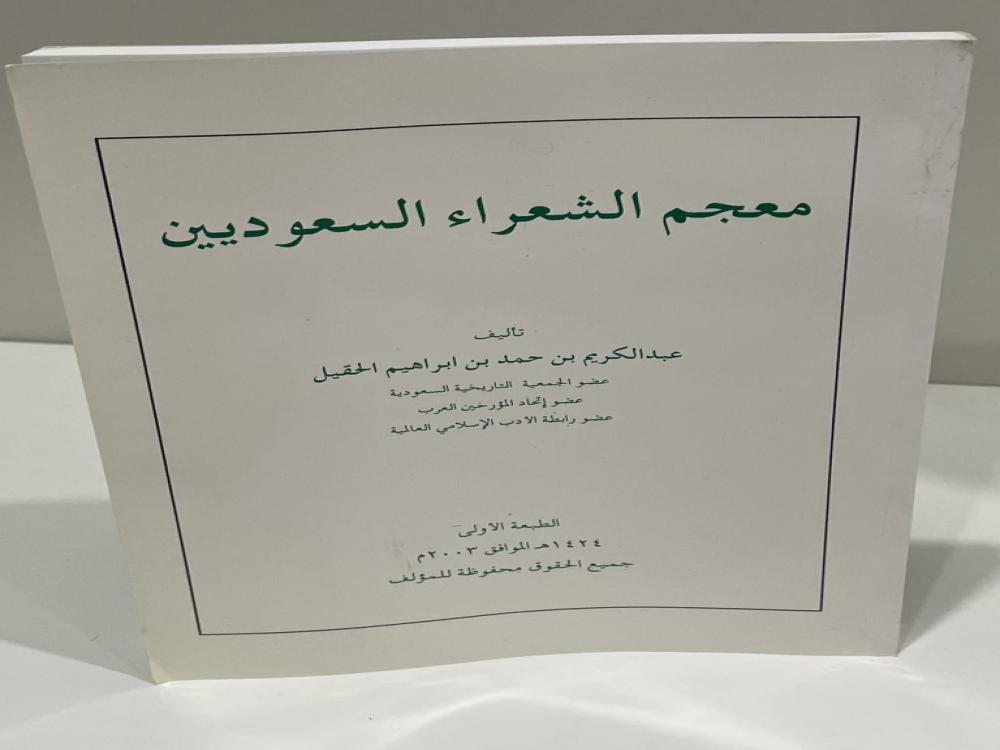 معجم الشعراء السعوديين
تأليف
عبدالكريم بن حمد بن ابراهيم الحقيل
عضو الجمعية التاريخية السعودية
عضو إتحاد المؤرخين العرب
عضو رابطة الأدب الإسلامي العالمية
الطبعة الأولى
١٤٢٤هـ الموافق ٢٠٠٣م
جميع الحقوق محفوظة للمؤلف